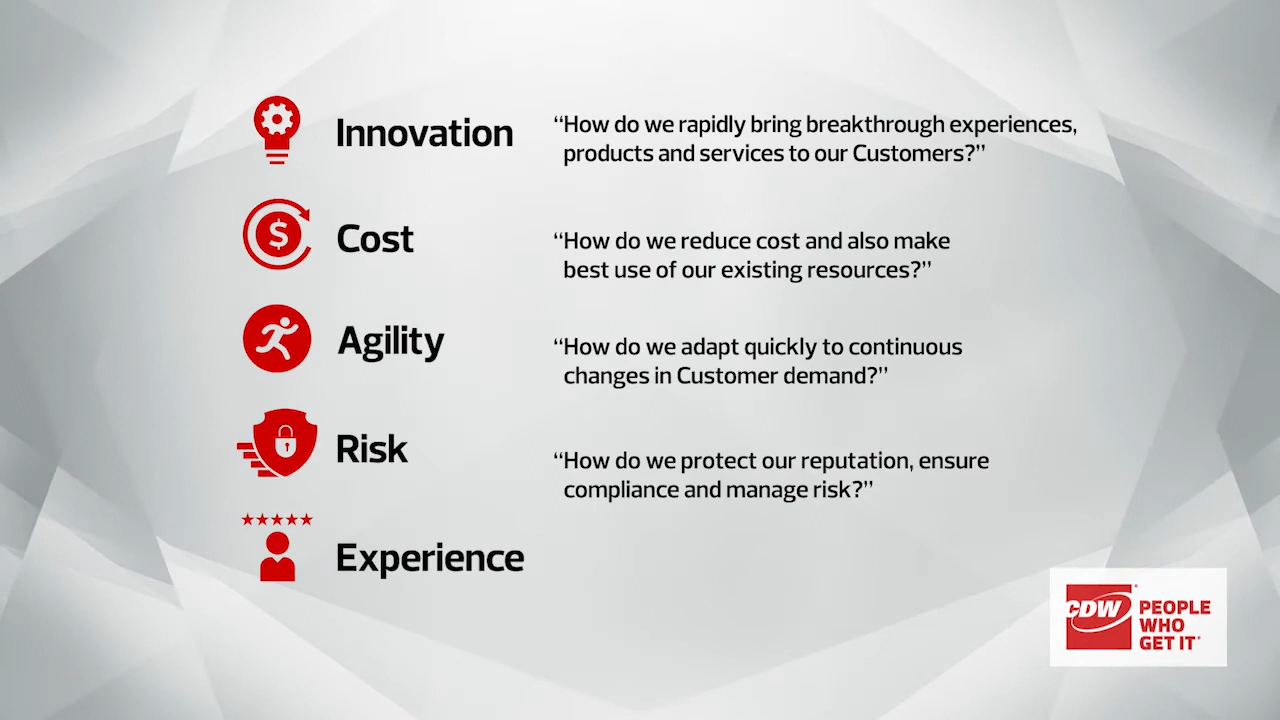 Innovation
“How do we rapidly bring breakthrough experiences,
products and services to our Customers?”
Cost
“How do we reduce cost and also make
best use of our existing resources?”
Agility
“How do we adapt quickly to continuous
changes in Customer demand?”
Risk
“How do we protect our reputation, ensure
compliance and manage risk?”
Experience
CDW
PEOPLE
WHO
GET IT